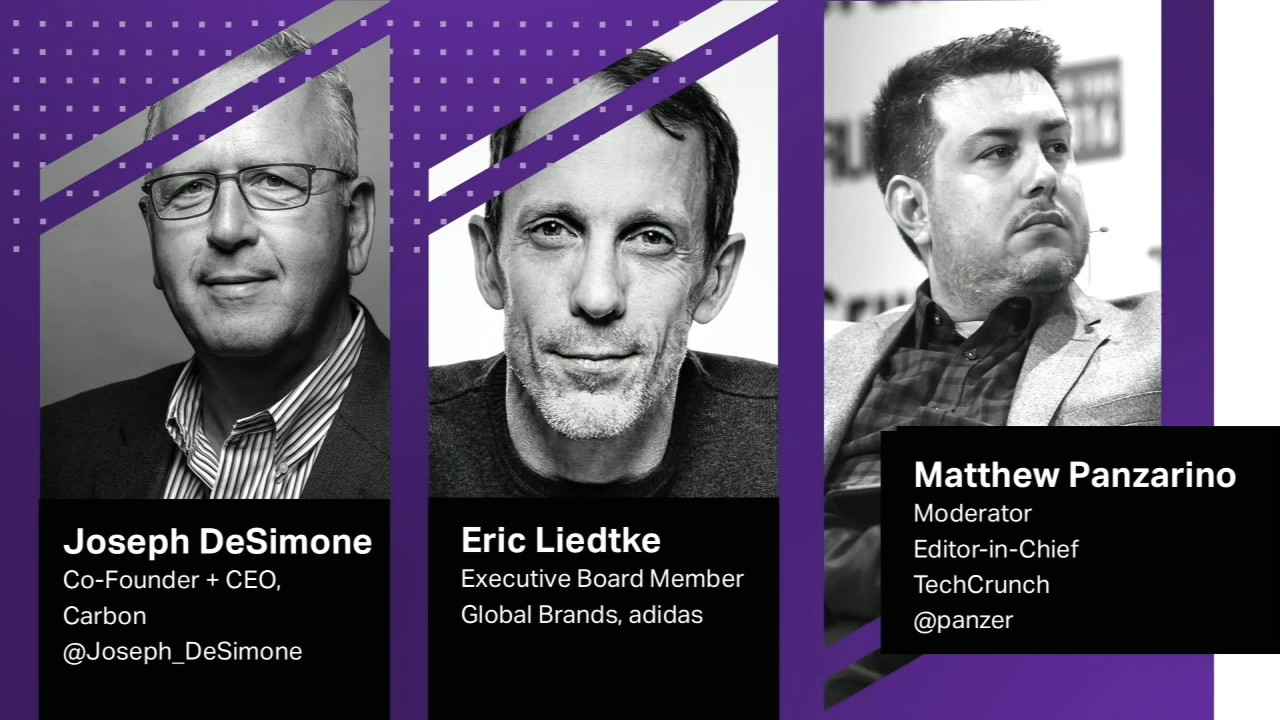 Joseph DeSimone
Co-Founder + CEO,
Carbon
@Joseph_DeSimone
Eric Liedtke
Executive Board Member
Global Brands, adidas
Matthew Panzarino
Moderator
Editor-in-Chief
TechCrunch
@panzer